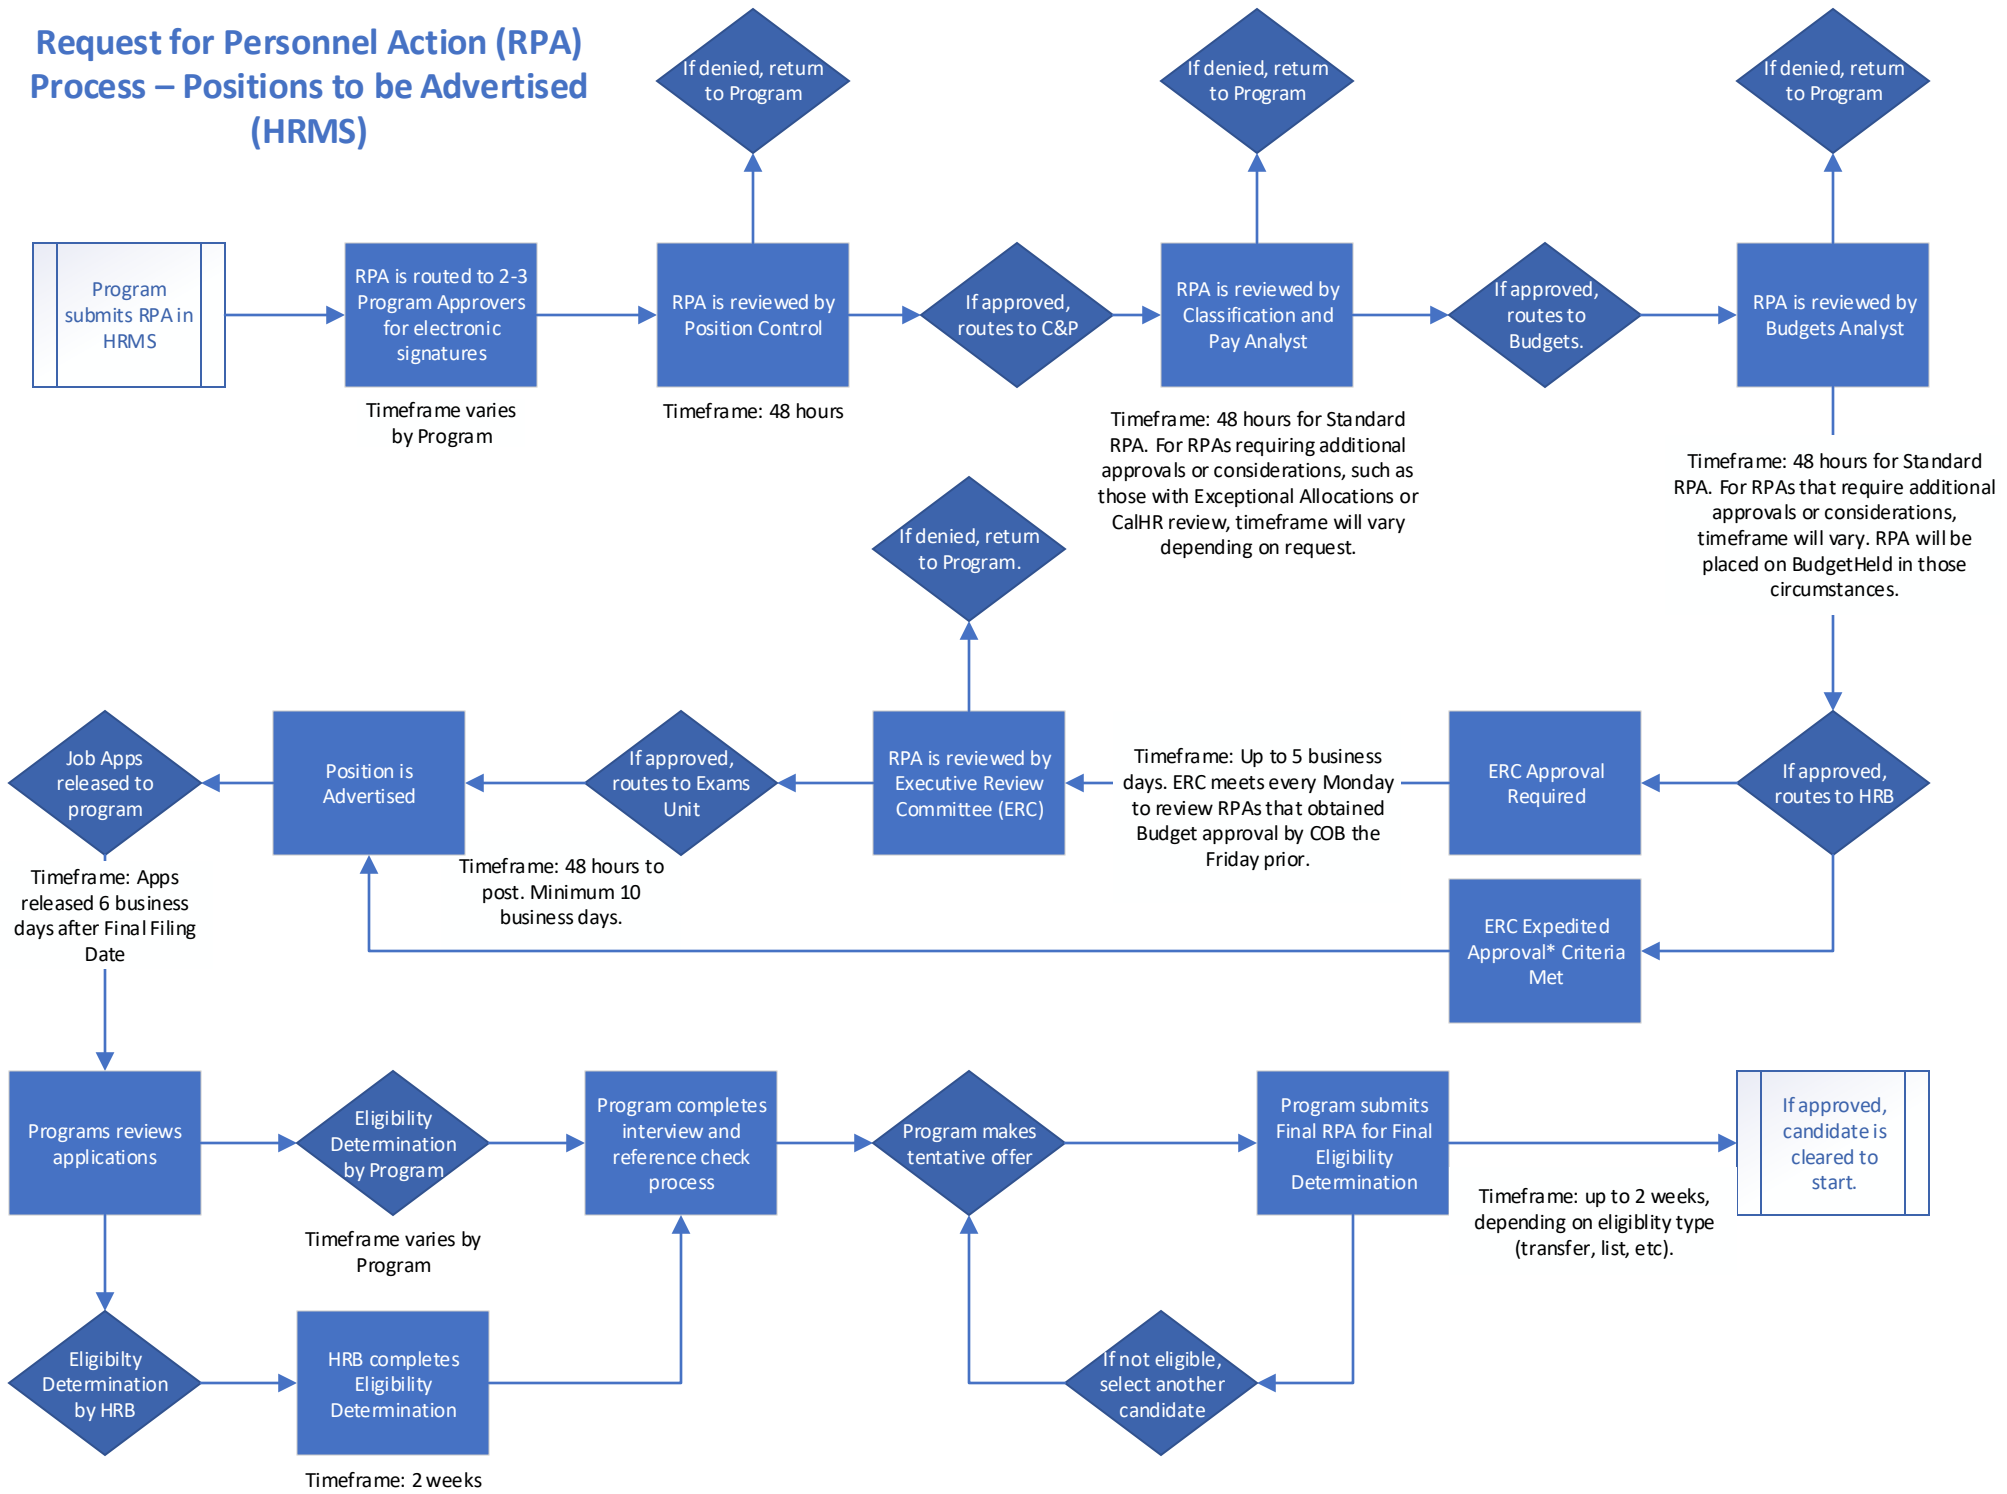 Request for Personnel Action (RPA)
Process – Positions to be Advertised
(HRMS)
If denied, return
to Program
If denied, return
to Program
If denied, return
to Program
Program
submits RPA in
HRMS
RPA is routed to 2-3
Program Approvers
for electronic
signatures
RPA is reviewed by
Position Control
If approved,
routes to C&P
RPA is reviewed by
Classification and
Pay Analyst
If approved,
routes to
Budgets.
RPA is reviewed by
Budgets Analyst
Timeframe varies
by Program
Timeframe: 48 hours
Timeframe: 48 hours for Standard
RPA. For RPAs requiring additional
approvals or considerations, such as
those with Exceptional Allocations or
CalHR review, timeframe will vary
depending on request.
Timeframe: 48 hours for Standard
RPA. For RPAs that require additional
approvals or considerations,
timeframe will vary. RPA will be
placed on BudgetHeld in those
circumstances.
If denied, return
to Program.
Job Apps
released to
program
Position is
Advertised
If approved,
routes to Exams
Unit
RPA is reviewed by
Executive Review
Committee (ERC)
Timeframe: Up to 5 business
days. ERC meets every Monday
to review RPAs that obtained
Budget approval by COB the
Friday prior.
ERC Approval
Required
If approved,
routes to HRB
Timeframe: Apps
released 6 business
days after Final Filing
Date
Timeframe: 48 hours to
post. Minimum 10
business days.
ERC Expedited
Approval* Criteria
Met
Programs reviews
applications
Eligibility
Determination
by Program
Program completes
interview and
reference check
process
Program makes
tentative offer
Program submits
Final RPA for Final
Eligibility
Determination
If approved,
candidate is
cleared to
start.
Timeframe varies by
Program
Timeframe: up to 2 weeks,
depending on eligiblity type
(transfer, list, etc).
Eligibilty
Determination
by HRB
HRB completes
Eligibility
Determination
If not eligible,
select another
candidate
Timeframe: 2 weeks